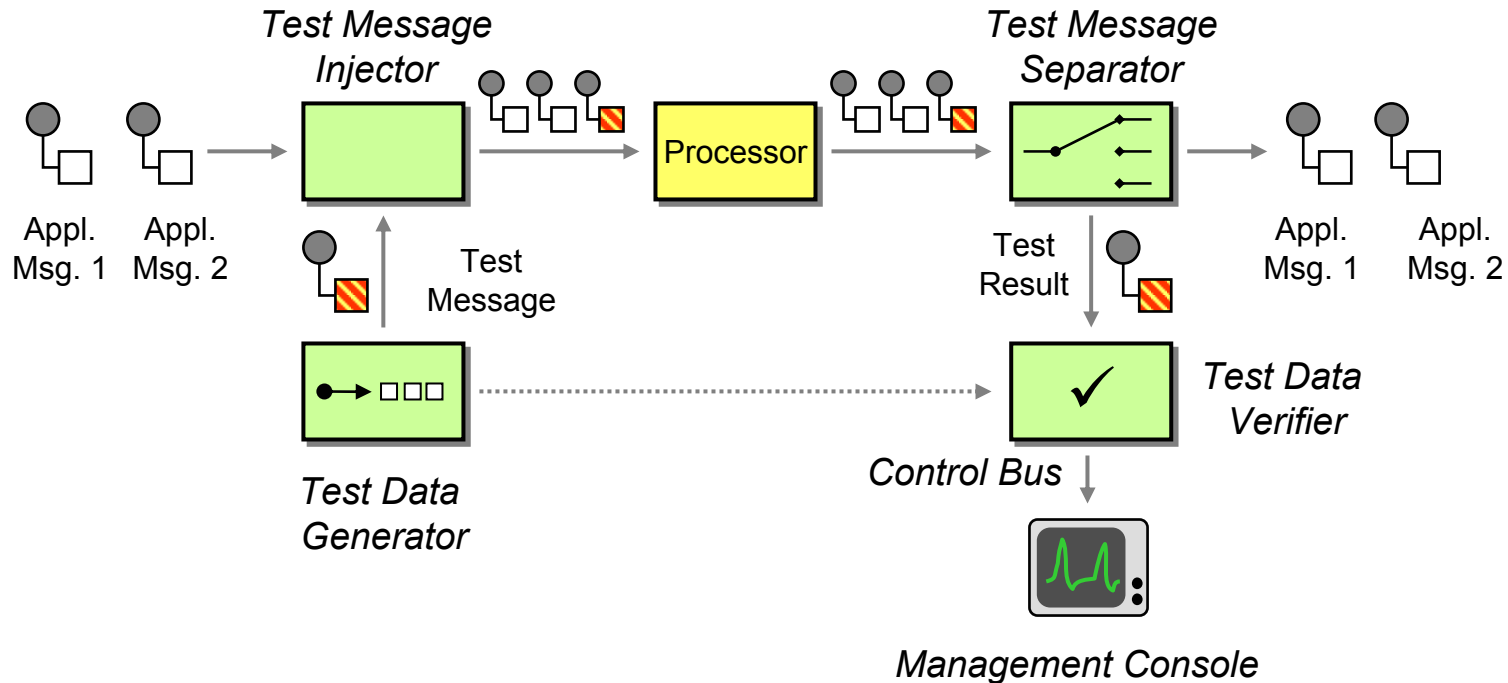 Test Message
Injector
Test Message
Separator
Processor
Appl.
Msg. 1
Appl.
Msg. 2
Test
Message
Test
Result
Appl.
Msg. 1
Appl.
Msg. 2
Test Data
Generator
Test Data
Verifier
Control Bus
Management Console